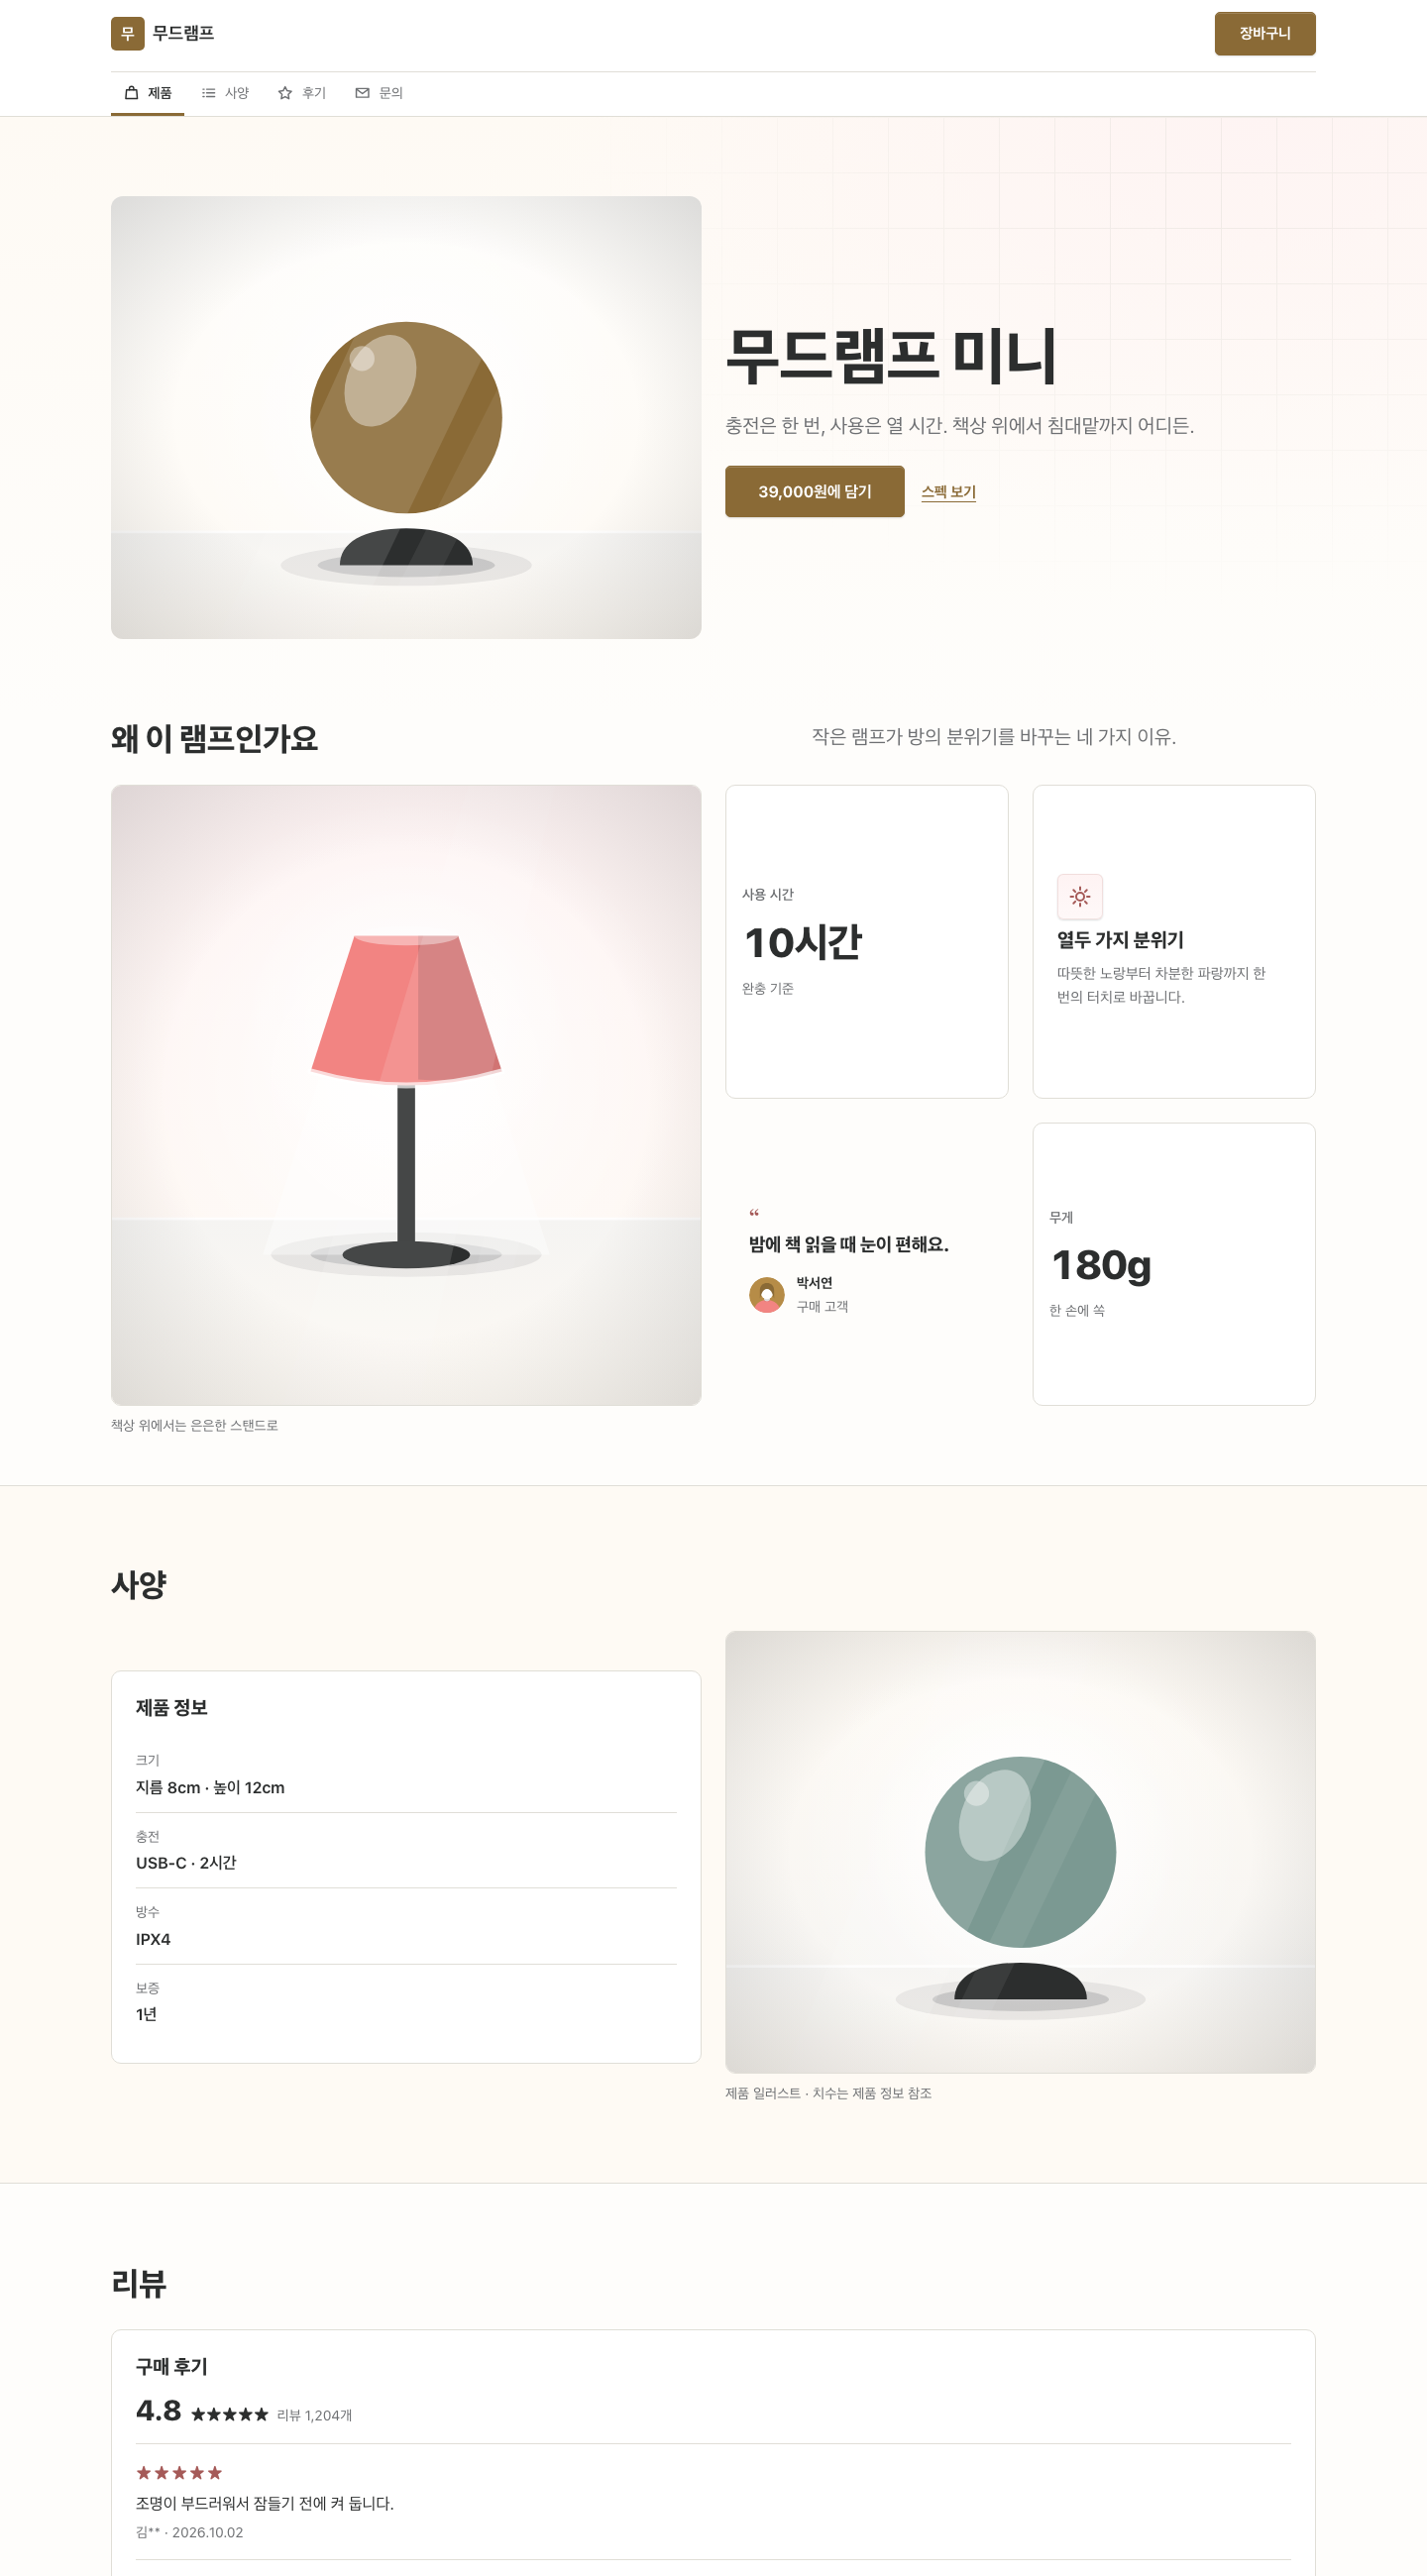 무 무드램프
장바구니
제품 사양 후기 문의
무드램프 미니
충전은 한 번, 사용은 열 시간. 책상 위에서 침대맡까지 어디든.
39,000원에 담기 스펙 보기
왜 이 램프인가요
작은 램프가 방의 분위기를 바꾸는 네 가지 이유.
사용 시간
10시간
완충 기준
열두 가지 분위기
따뜻한 노랑부터 차분한 파랑까지 한
번의 터치로 바꿉니다.
“
밤에 책 읽을 때 눈이 편해요.
박서연
구매 고객
무게
180g
한 손에 쏙
책상 위에서는 은은한 스탠드로
사양
제품 정보
크기
지름 8cm · 높이 12cm
충전
USB-C · 2시간
방수
IPX4
보증
1년
제품 일러스트 · 치수는 제품 정보 참조
리뷰
구매 후기
4.8 ★★★★★ 리뷰 1,204개
★★★★★
조명이 부드러워서 잠들기 전에 켜 둡니다.
김** · 2026.10.02